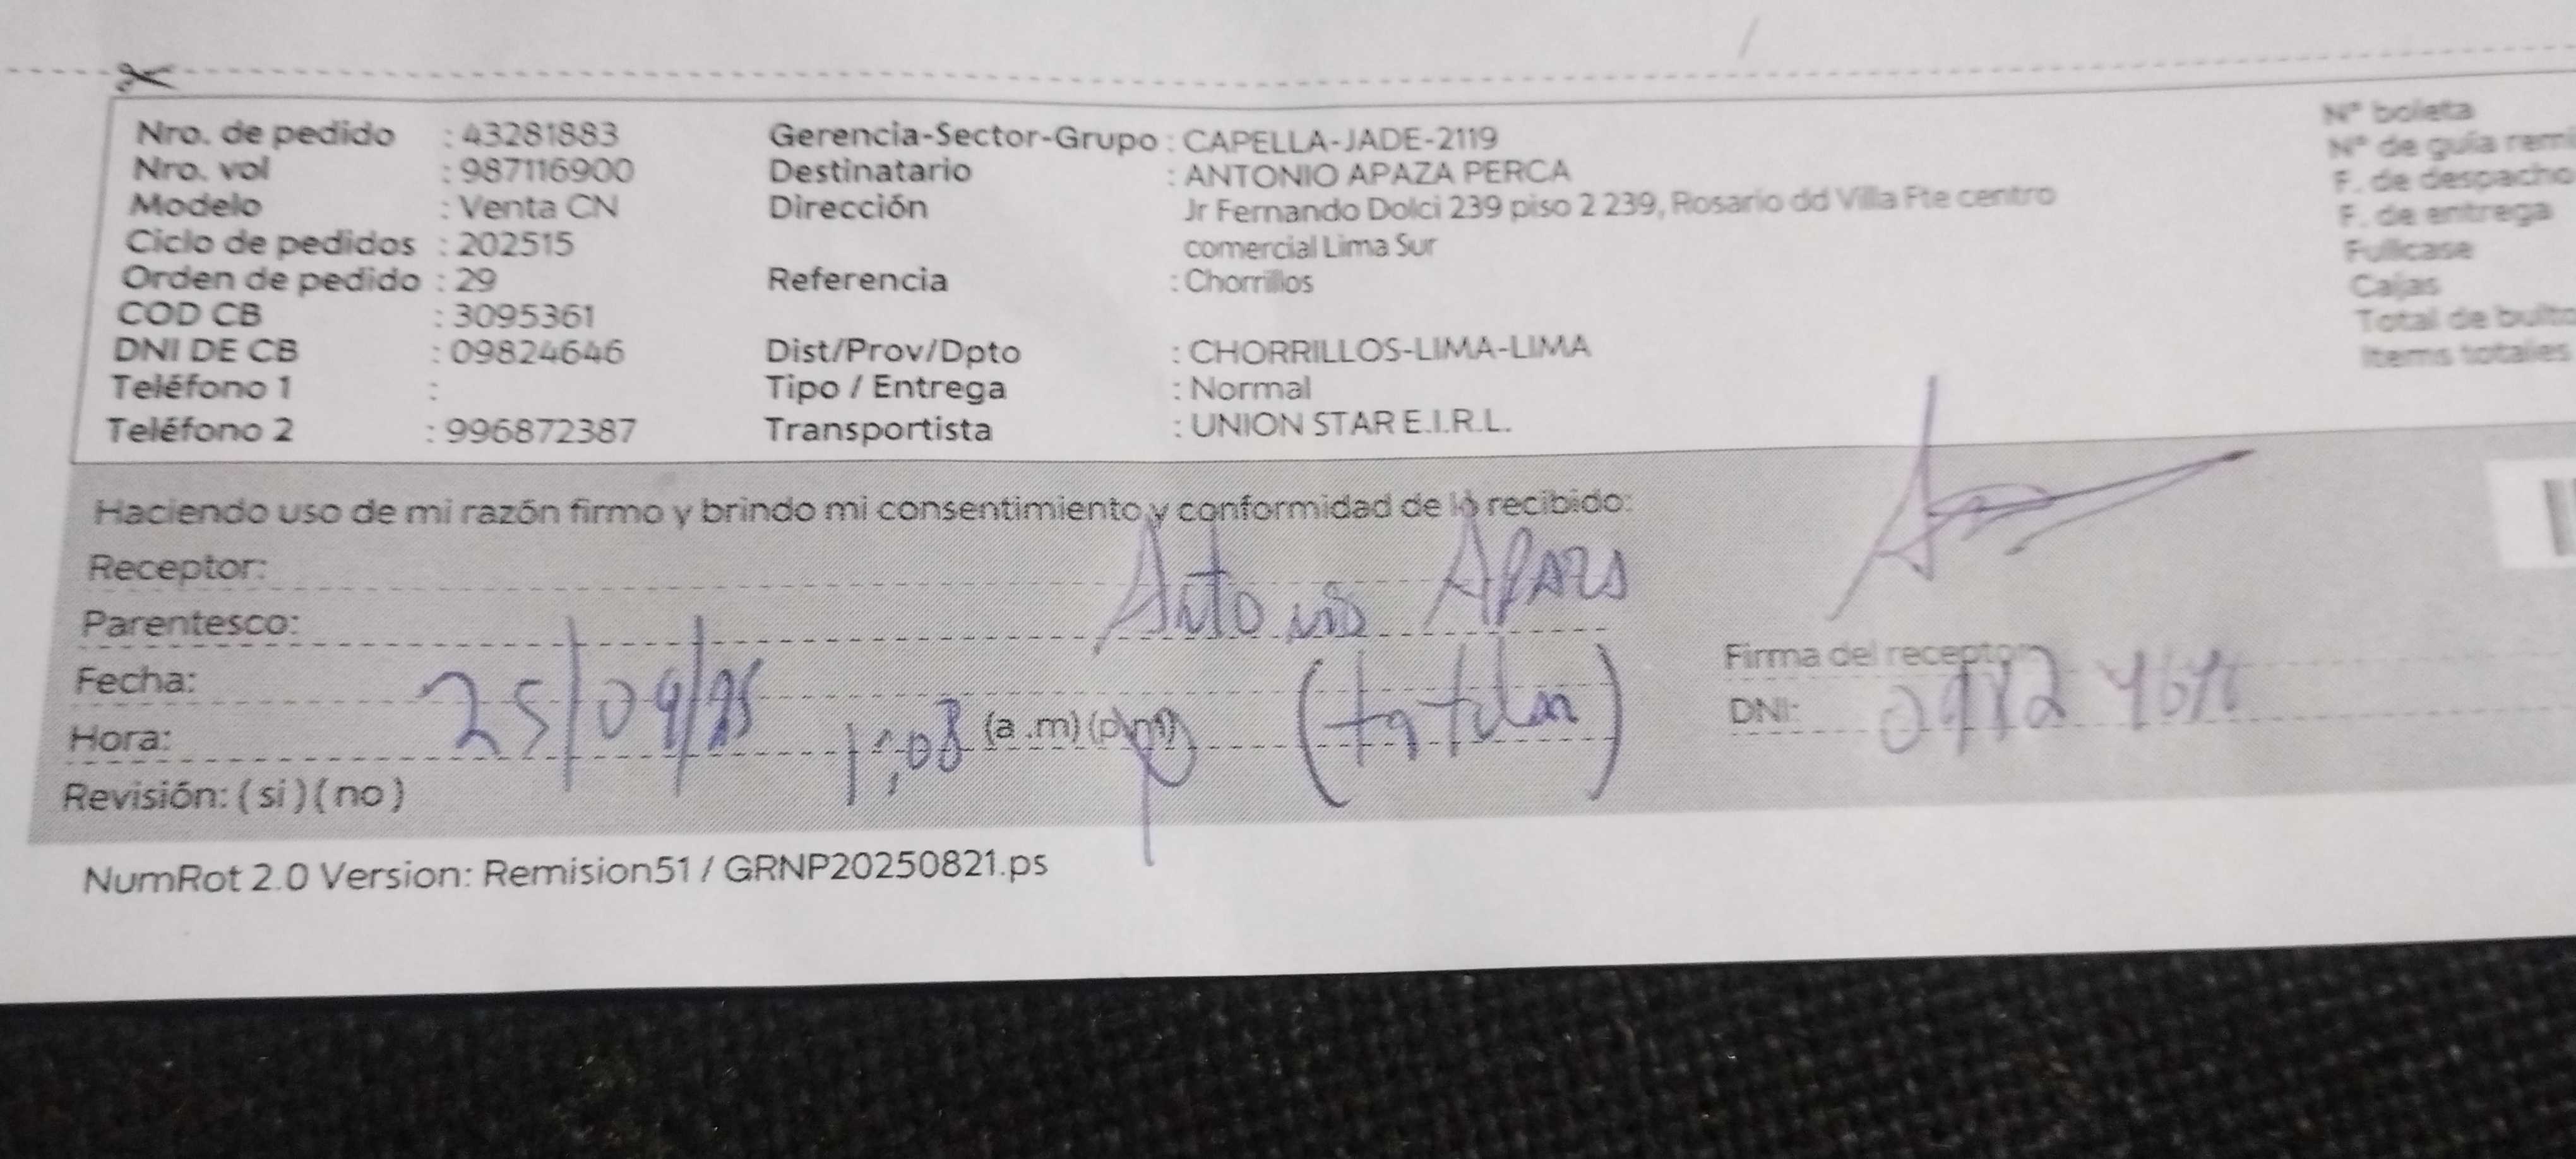 Nro. de pedido : 43281883 Gerencia-Sector-Grupo : CAPELLA-JADE-2119 N° boleta
Nro. vol : 987116900 Destinatario : ANTONIO APAZA PERCA N° de guía rem
Modelo : Venta CN Dirección Jr Fernando Dolci 239 piso 2 239, Rosario dd Villa Fte centro F. de despacho
Ciclo de pedidos : 202515 comercial Lima Sur F. de entrega
Orden de pedido : 29 Referencia : Chorrillos Fullcase
COD CB : 3095361 Cajas
DNI DE CB : 09824646 Dist/Prov/Dpto : CHORRILLOS-LIMA-LIMA Total de bulto
Teléfono 1 : Tipo / Entrega : Normal Items totales
Teléfono 2 : 996872387 Transportista : UNION STAR E.I.R.L.
Haciendo uso de mi razón firmo y brindo mi consentimiento y conformidad de lo recibido:
Receptor: Antonio APAZA
Parentesco:
Fecha: 25/09/25 Firma del receptor
Hora: 1:08 (a .m) (p.m) (titular) DNI: 09824646
Revisión: ( si ) ( no )
NumRot 2.0 Version: Remision51 / GRNP20250821.ps